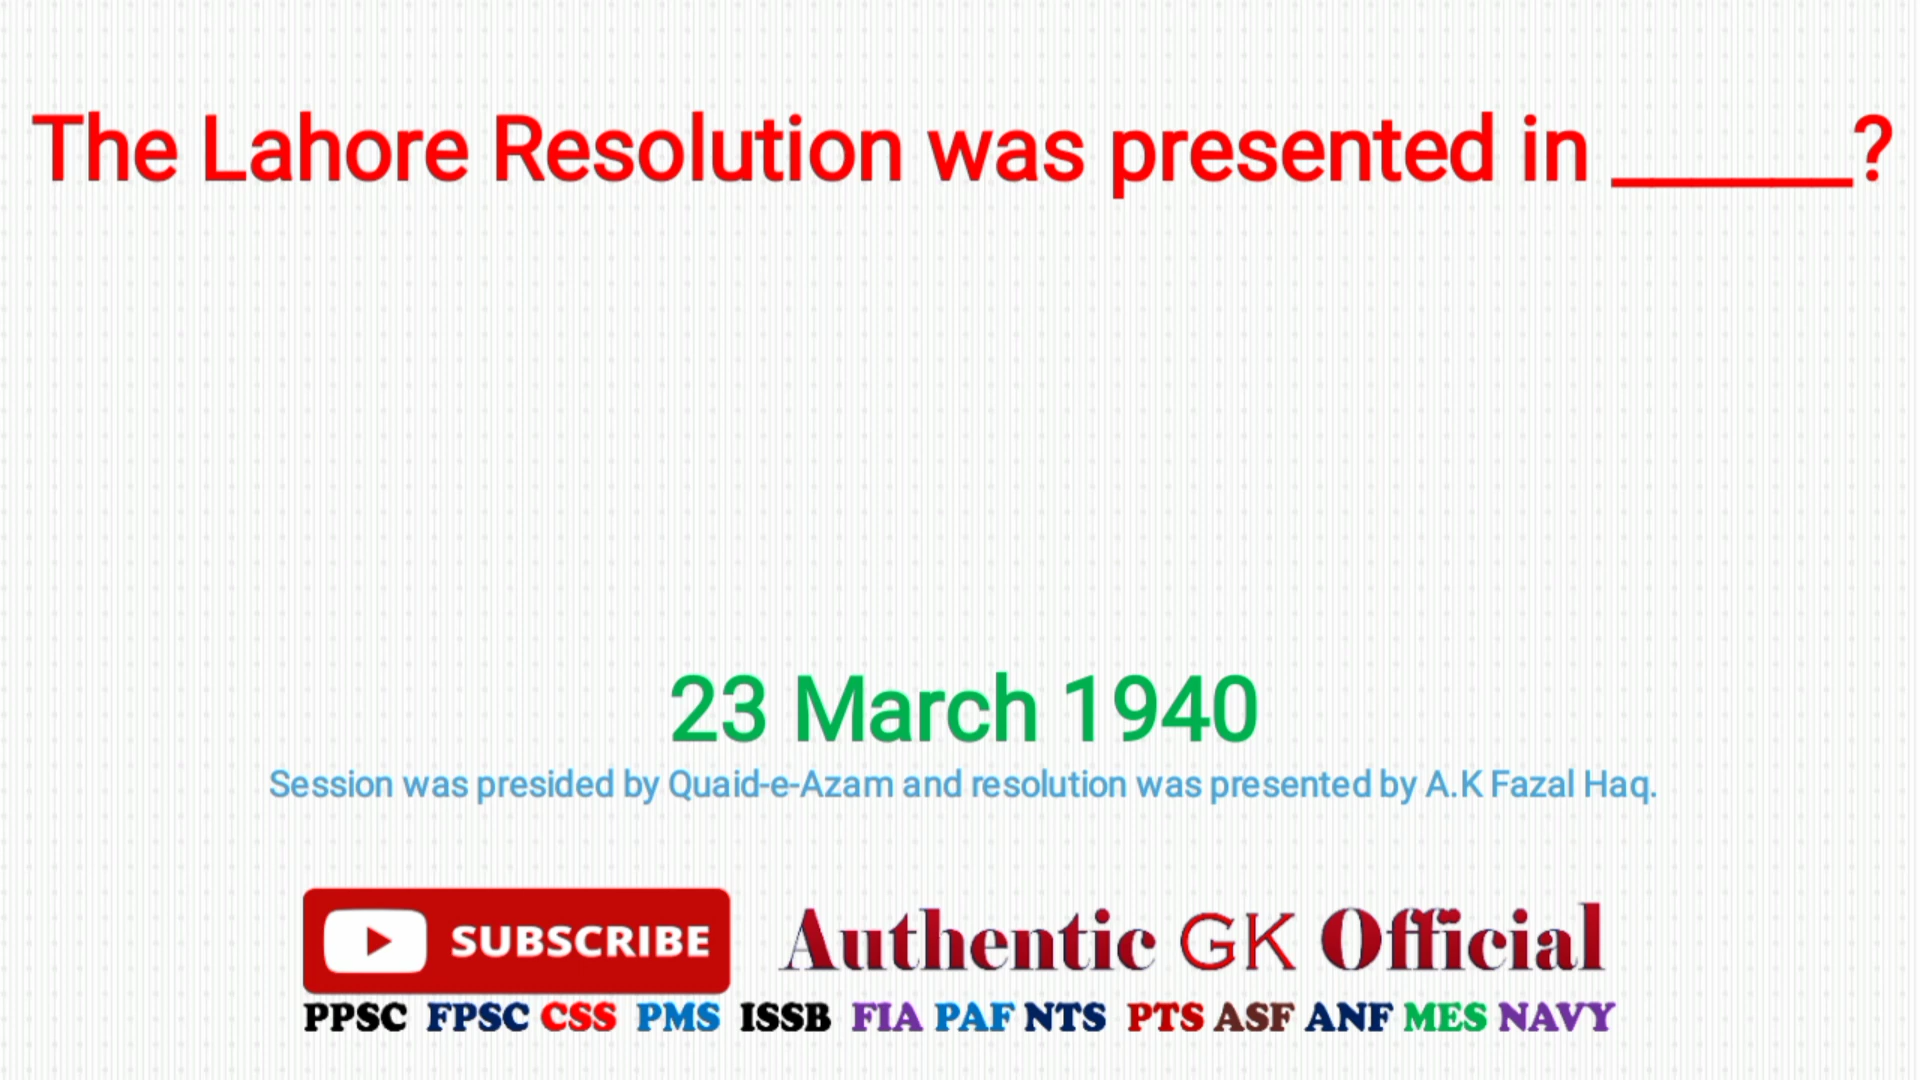 The Lahore Resolution was presented in ______?
23 March 1940
Session was presided by Quaid-e-Azam and resolution was presented by A.K Fazal Haq.
SUBSCRIBE Authentic GK Official
PPSC FPSC CSS PMS ISSB FIA PAF NTS PTS ASF ANF MES NAVY